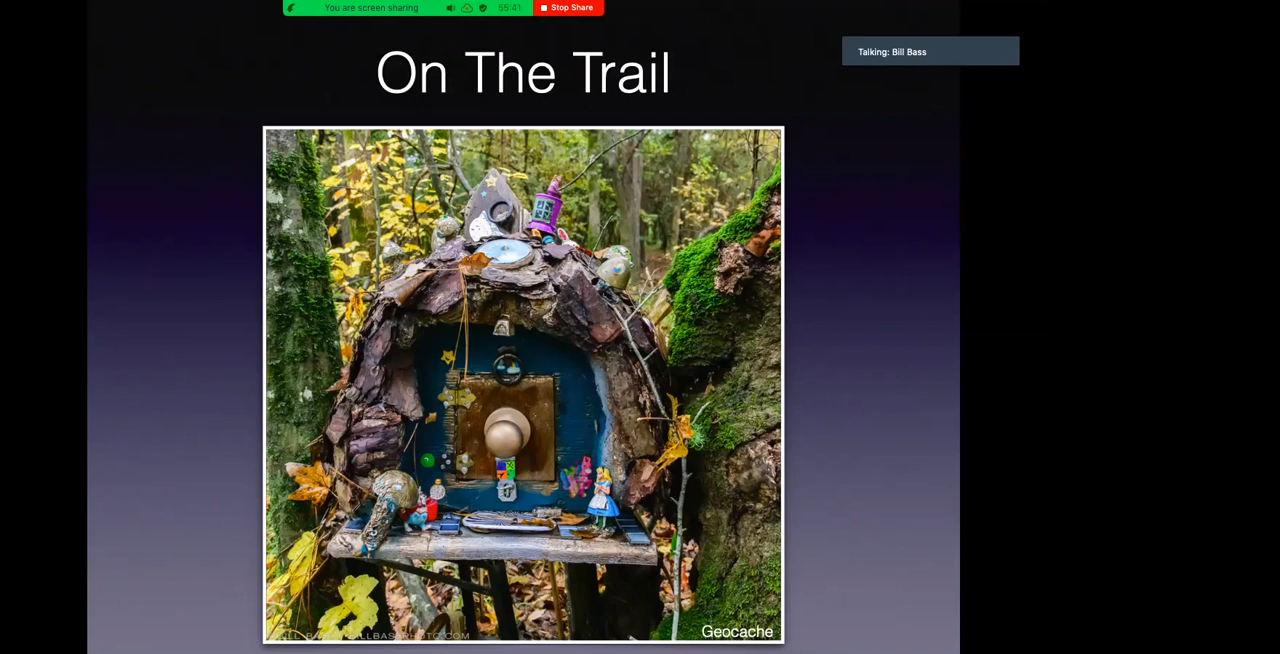 You are screen sharing
55:41
Stop Share
Talking: Bill Bass
On The Trail
Geocache